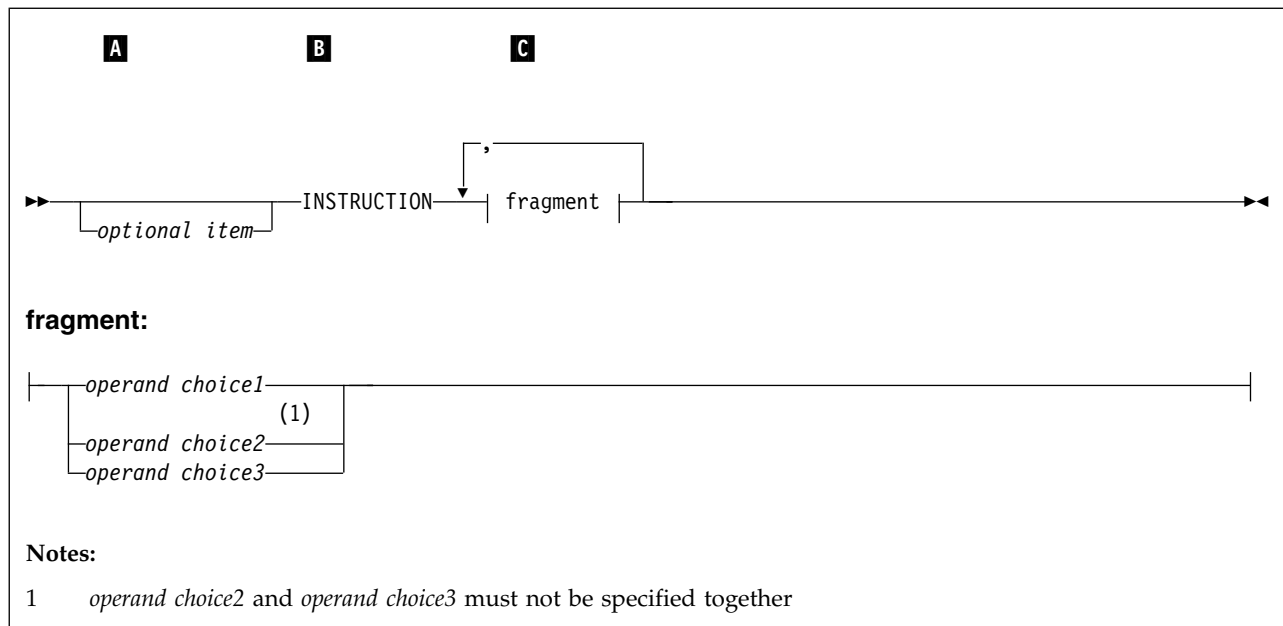 A B C
,
INSTRUCTION fragment
optional item
fragment:
operand choice1
(1)
operand choice2
operand choice3
Notes:
1 operand choice2 and operand choice3 must not be specified together